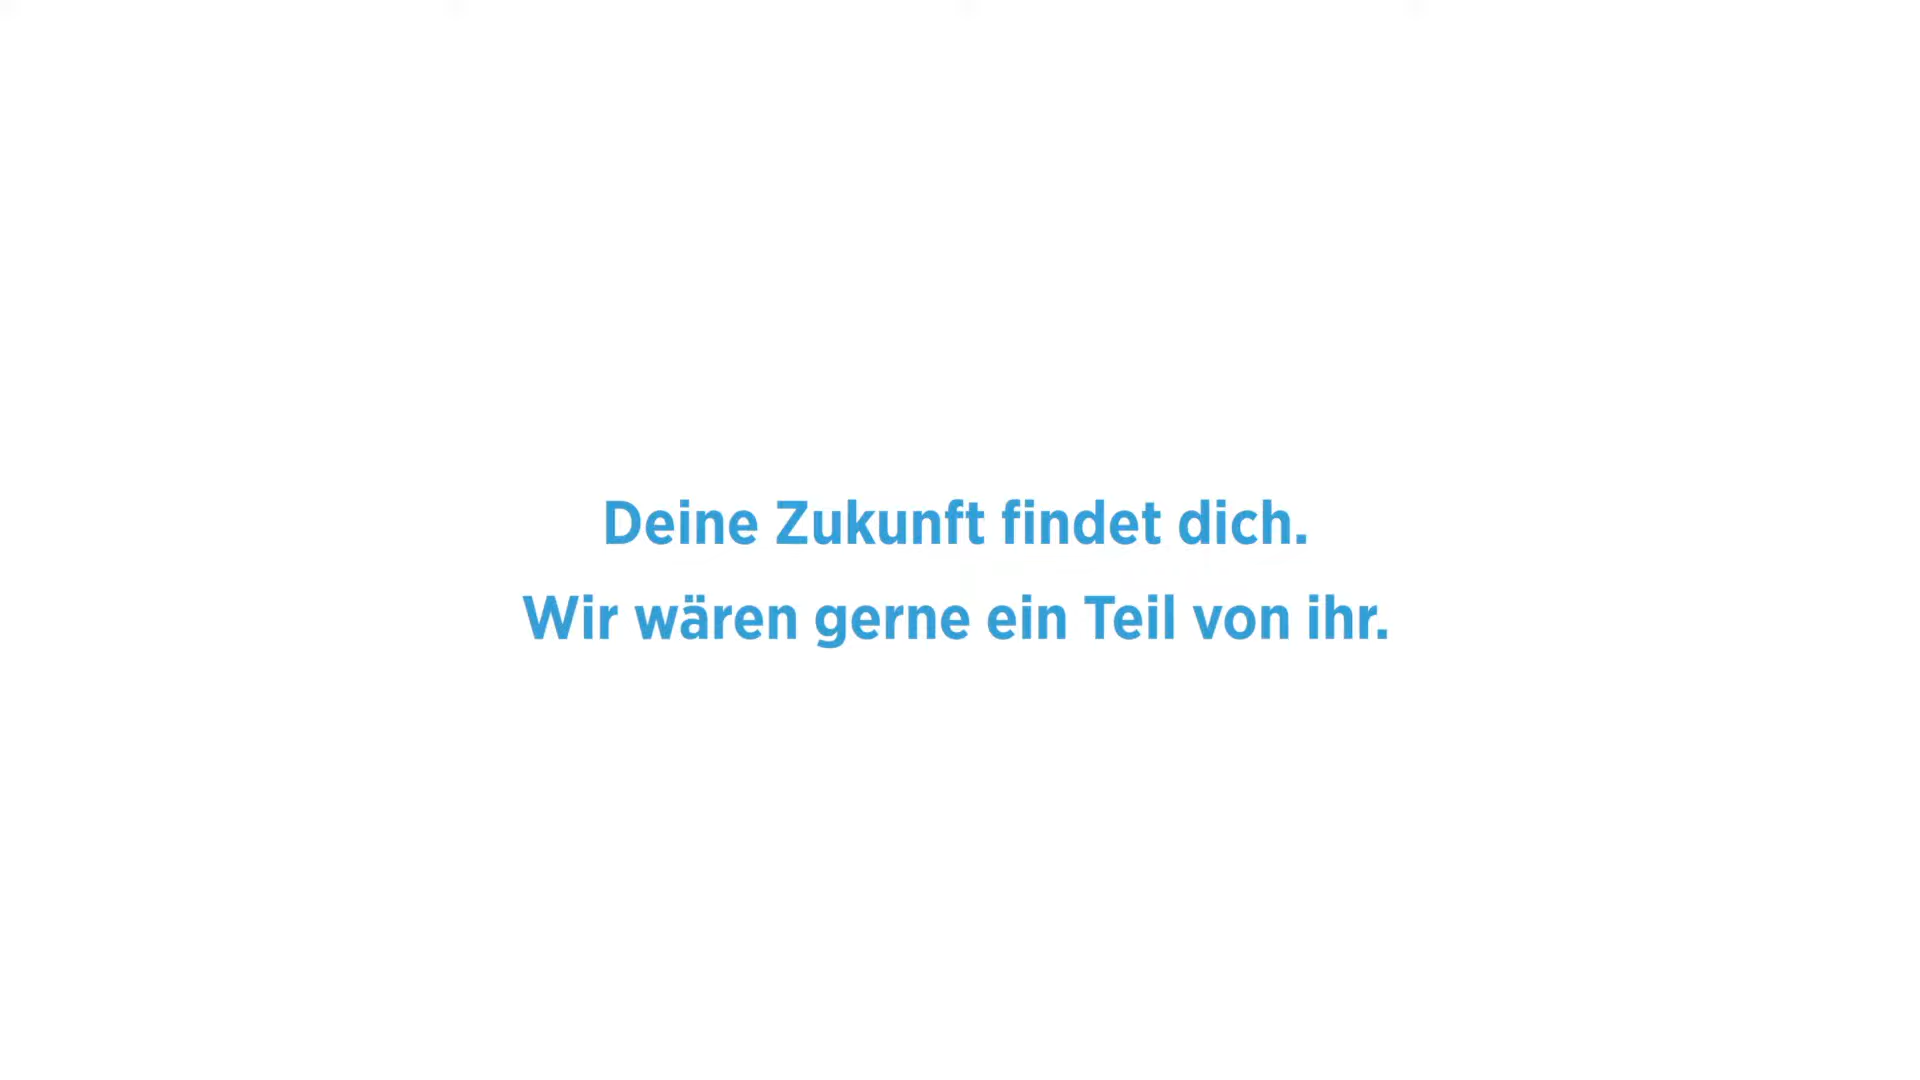 Deine Zukunft findet dich.
Wir wären gerne ein Teil von ihr.